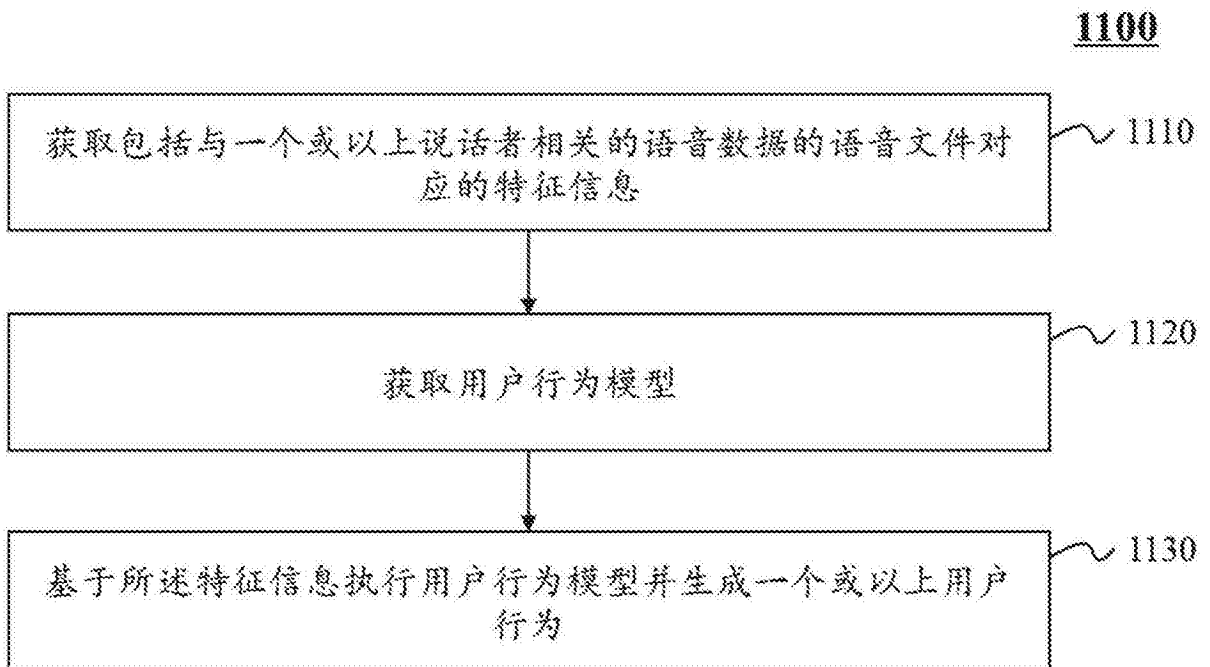 1100
获取包括与一个或以上说话者相关的语音数据的语音文件对
应的特征信息
1110
获取用户行为模型
1120
基于所述特征信息执行用户行为模型并生成一个或以上用户
行为
1130